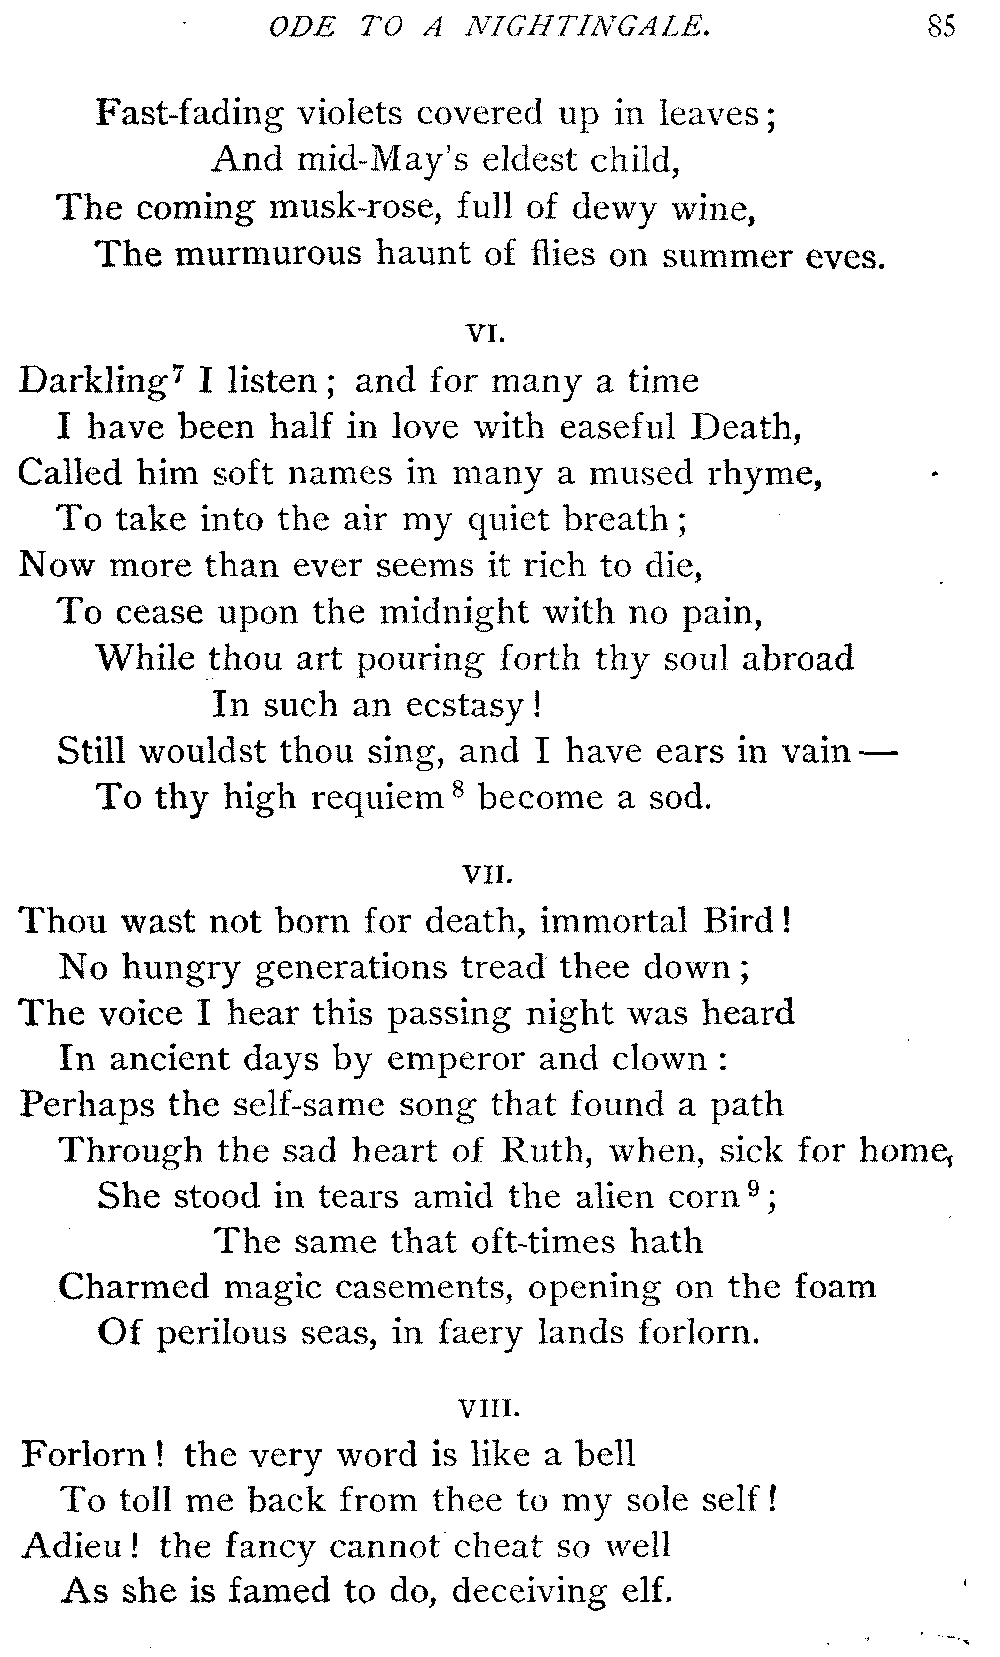 ODE TO A NIGHTINGALE. 85
Fast-fading violets covered up in leaves;
And mid-May's eldest child,
The coming musk-rose, full of dewy wine,
The murmurous haunt of flies on summer eves.
VI.
Darkling⁷ I listen; and for many a time
I have been half in love with easeful Death,
Called him soft names in many a mused rhyme,
To take into the air my quiet breath;
Now more than ever seems it rich to die,
To cease upon the midnight with no pain,
While thou art pouring forth thy soul abroad
In such an ecstasy!
Still wouldst thou sing, and I have ears in vain—
To thy high requiem⁸ become a sod.
VII.
Thou wast not born for death, immortal Bird!
No hungry generations tread thee down;
The voice I hear this passing night was heard
In ancient days by emperor and clown:
Perhaps the self-same song that found a path
Through the sad heart of Ruth, when, sick for home,
She stood in tears amid the alien corn⁹;
The same that oft-times hath
Charmed magic casements, opening on the foam
Of perilous seas, in faery lands forlorn.
VIII.
Forlorn! the very word is like a bell
To toll me back from thee to my sole self!
Adieu! the fancy cannot cheat so well
As she is famed to do, deceiving elf.